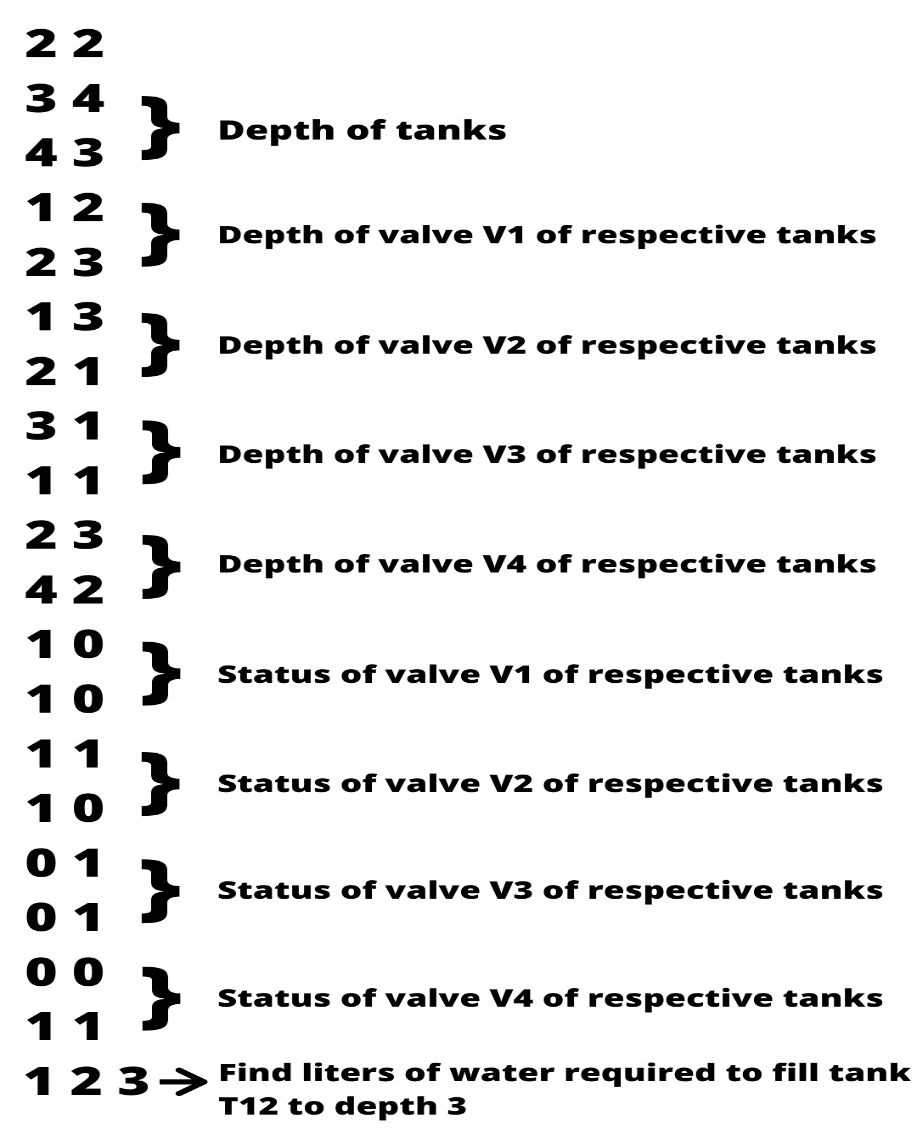 2 2
3 4
4 3
} Depth of tanks
1 2
2 3
} Depth of valve V1 of respective tanks
1 3
2 1
} Depth of valve V2 of respective tanks
3 1
1 1
} Depth of valve V3 of respective tanks
2 3
4 2
} Depth of valve V4 of respective tanks
1 0
1 0
} Status of valve V1 of respective tanks
1 1
1 0
} Status of valve V2 of respective tanks
0 1
0 1
} Status of valve V3 of respective tanks
0 0
1 1
} Status of valve V4 of respective tanks
1 2 3 → Find liters of water required to fill tank
T12 to depth 3